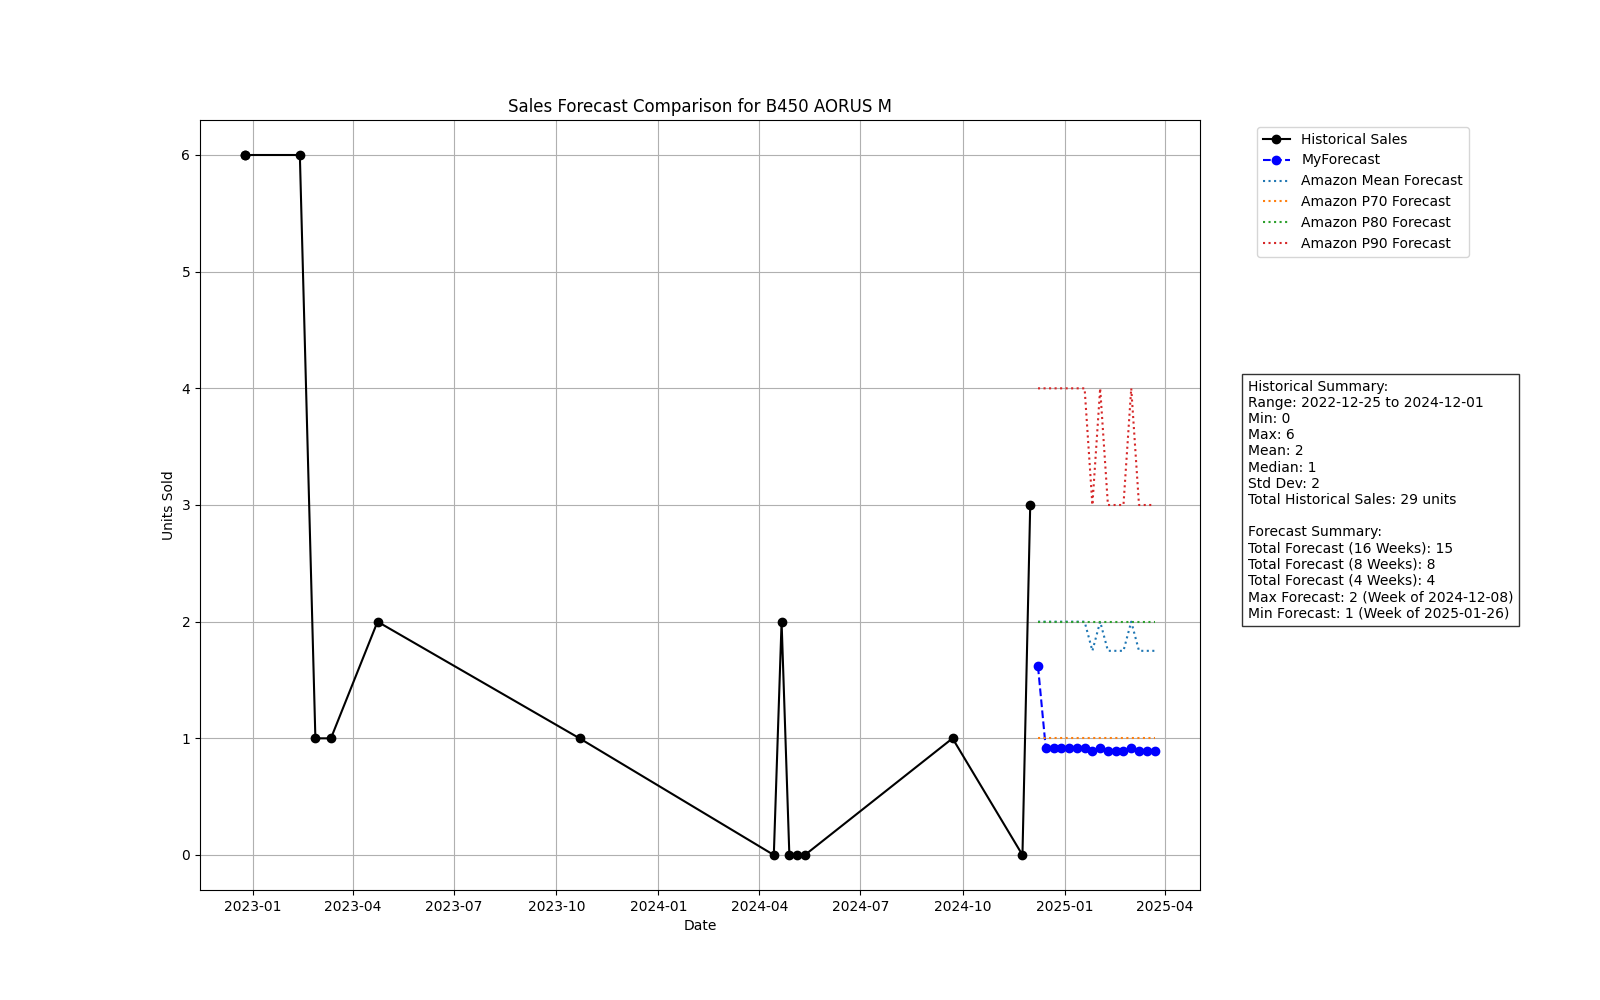 Sales Forecast Comparison for B450 AORUS M
Units Sold
6
5
4
3
2
1
0
2023-01
2023-04
2023-07
2023-10
2024-01
2024-04
2024-07
2024-10
2025-01
2025-04
Date
Historical Sales
MyForecast
Amazon Mean Forecast
Amazon P70 Forecast
Amazon P80 Forecast
Amazon P90 Forecast
Historical Summary:
Range: 2022-12-25 to 2024-12-01
Min: 0
Max: 6
Mean: 2
Median: 1
Std Dev: 2
Total Historical Sales: 29 units
Forecast Summary:
Total Forecast (16 Weeks): 15
Total Forecast (8 Weeks): 8
Total Forecast (4 Weeks): 4
Max Forecast: 2 (Week of 2024-12-08)
Min Forecast: 1 (Week of 2025-01-26)